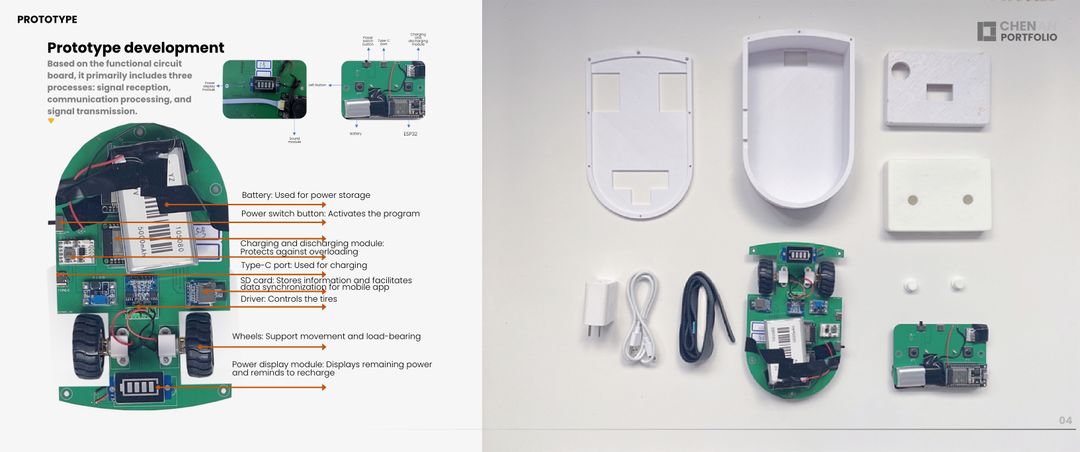 PROTOTYPE
Prototype development
Based on the functional circuit
board, it primarily includes three
processes: signal reception,
communication processing, and
signal transmission.
Power
switch
button
Type-C
port
Charging
and
discharging
module
Power
display
module
Left button
Sound
module
Battery
ESP32
Battery: Used for power storage
Power switch button: Activates the program
Charging and discharging module:
Protects against overloading
Type-C port: Used for charging
SD card: Stores information and facilitates
data synchronization for mobile app
Driver: Controls the tires
Wheels: Support movement and load-bearing
Power display module: Displays remaining power
and reminds to recharge
5000mAh
105080
CHENAN
PORTFOLIO
04